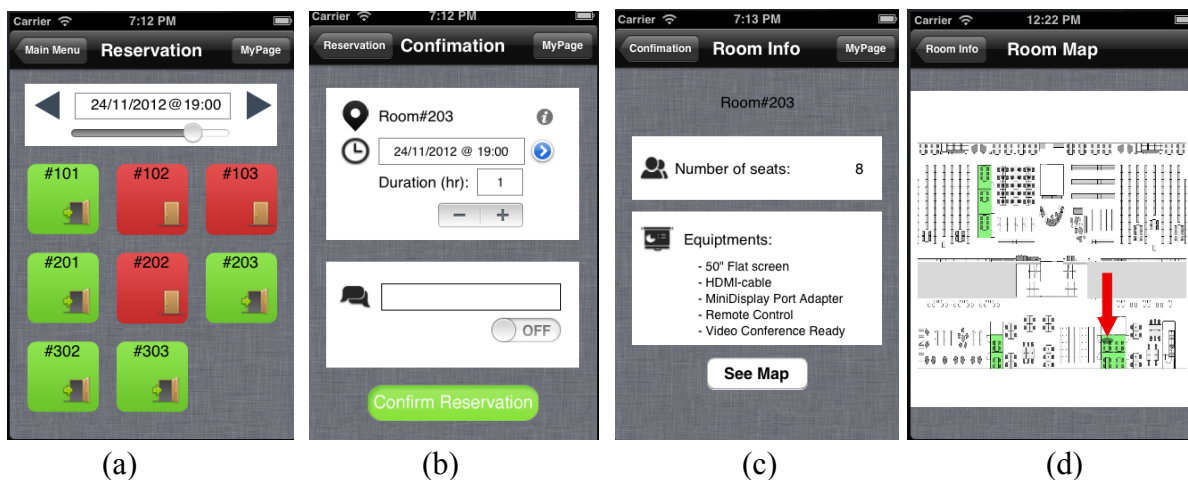 Carrier 7:12 PM
Main Menu Reservation MyPage
24/11/2012@19:00
#101 #102 #103
#201 #202 #203
#302 #303
(a)
Carrier 7:12 PM
Reservation Confimation MyPage
Room#203 i
24/11/2012 @ 19:00
Duration (hr): 1
− +
OFF
Confirm Reservation
(b)
Carrier 7:13 PM
Confimation Room Info MyPage
Room#203
Number of seats: 8
Equiptments:
- 50" Flat screen
- HDMI-cable
- MiniDisplay Port Adapter
- Remote Control
- Video Conference Ready
See Map
(c)
Carrier 12:22 PM
Room Info Room Map
(d)